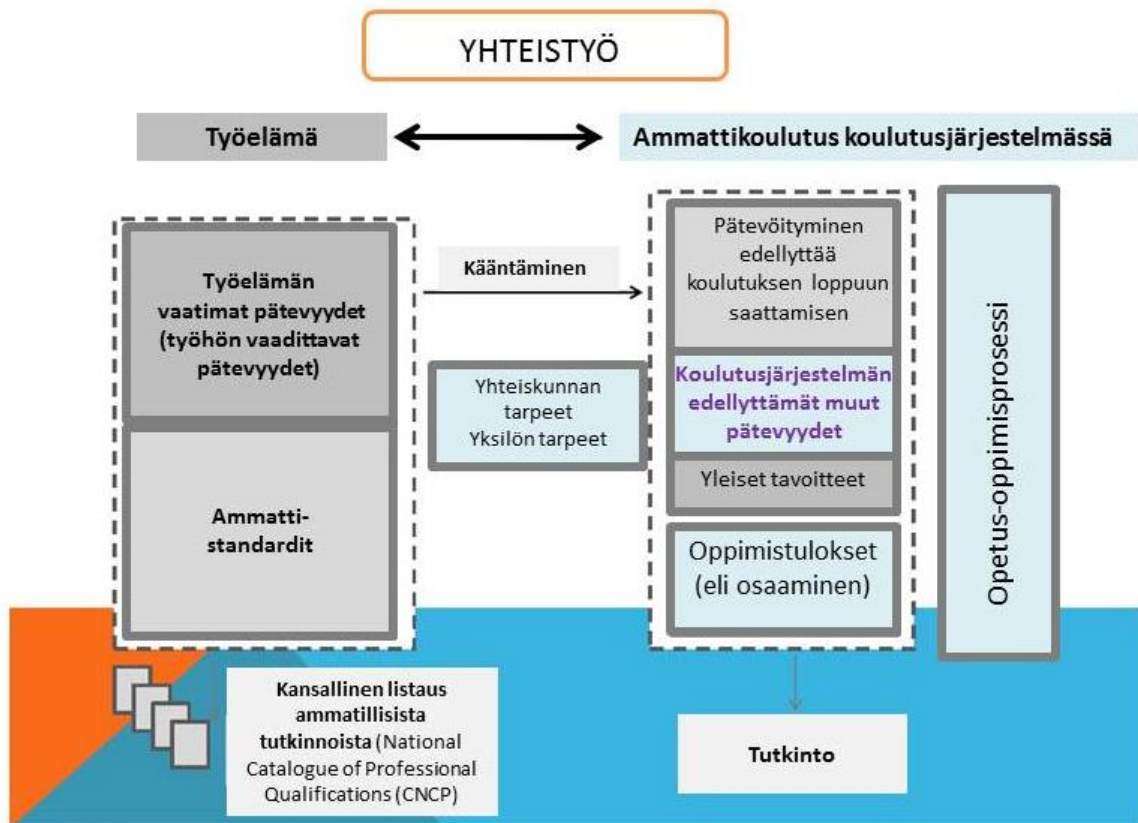 YHTEISTYÖ
Työelämä
Ammattikoulutus koulutusjärjestelmässä
Työelämän
vaatimat pätevyydet
(työhön vaadittavat
pätevyydet)
Ammatti-
standardit
Kääntäminen
Yhteiskunnan
tarpeet
Yksilön tarpeet
Pätevöityminen
edellyttää
koulutuksen loppuun
saattamisen
Koulutusjärjestelmän
edellyttämät muut
pätevyydet
Yleiset tavoitteet
Oppimistulokset
(eli osaaminen)
Opetus-oppimisprosessi
Kansallinen listaus
ammatillisista
tutkinnoista (National
Catalogue of Professional
Qualifications (CNCP)
Tutkinto